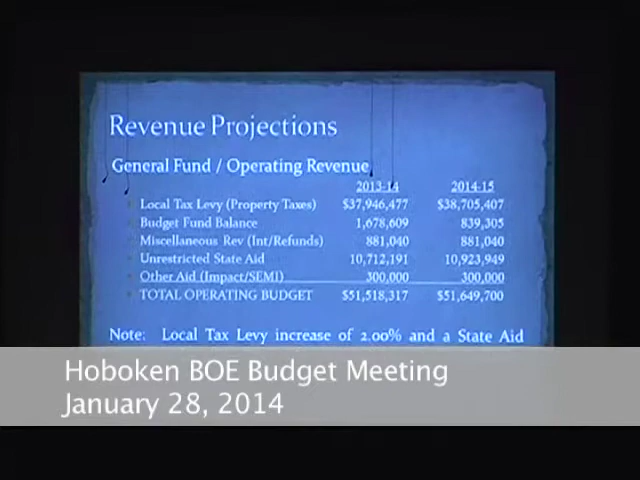 Revenue Projections
General Fund / Operating Revenue
2013-14 2014-15
Local Tax Levy (Property Taxes) $37,946,477 $38,705,407
Budget Fund Balance 1,678,609 839,305
Miscellaneous Rev (Int/Refunds) 881,040 881,040
Unrestricted State Aid 10,712,191 10,923,949
Other Aid (Impact/SEMI) 300,000 300,000
TOTAL OPERATING BUDGET $51,518,317 $51,649,700
Note: Local Tax Levy increase of 2.00% and a State Aid
Hoboken BOE Budget Meeting
January 28, 2014